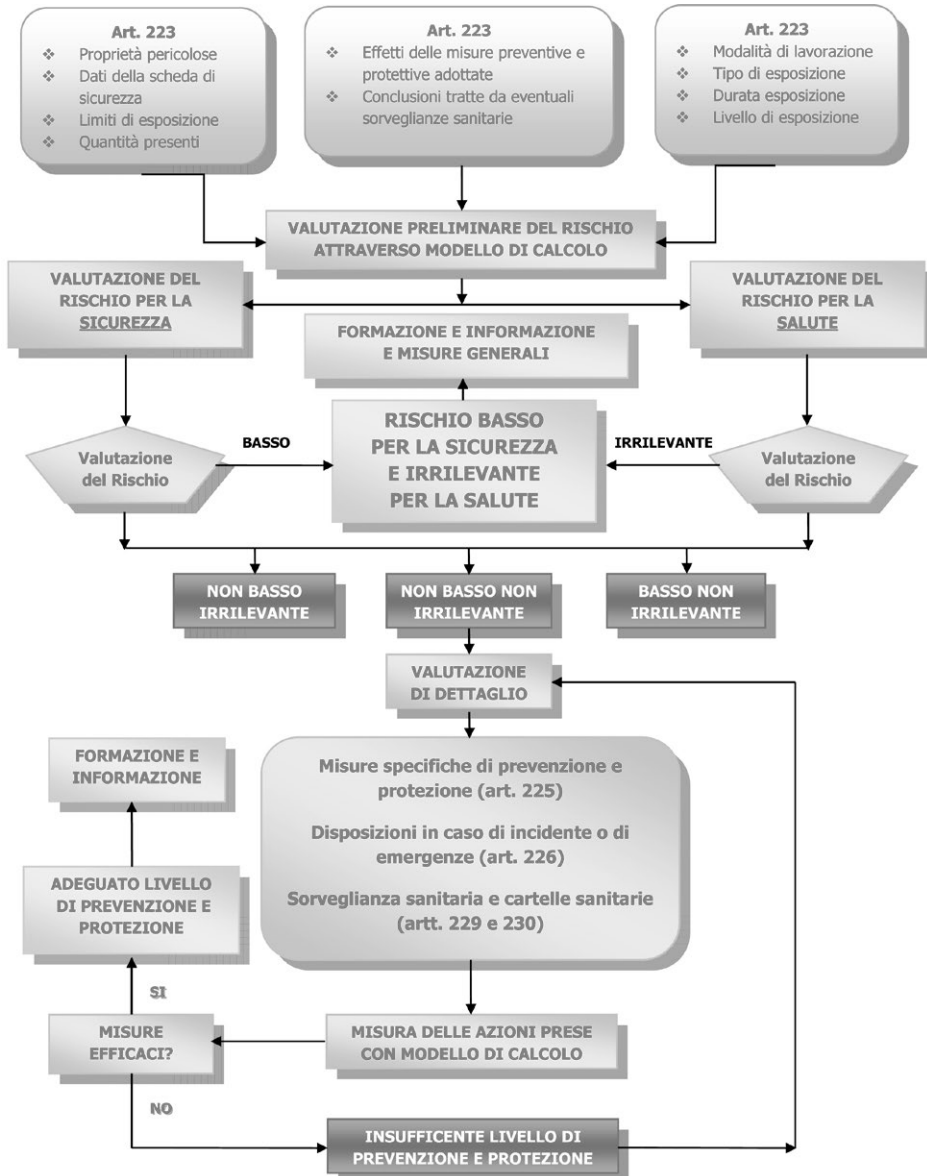 Art. 223
❖ Proprietà pericolose
❖ Dati della scheda di
sicurezza
❖ Limiti di esposizione
❖ Quantità presenti
Art. 223
❖ Effetti delle misure preventive e
protettive adottate
❖ Conclusioni tratte da eventuali
sorveglianze sanitarie
Art. 223
❖ Modalità di lavorazione
❖ Tipo di esposizione
❖ Durata esposizione
❖ Livello di esposizione
VALUTAZIONE PRELIMINARE DEL RISCHIO
ATTRAVERSO MODELLO DI CALCOLO
VALUTAZIONE DEL
RISCHIO PER LA
SICUREZZA
VALUTAZIONE DEL
RISCHIO PER LA
SALUTE
FORMAZIONE E INFORMAZIONE
E MISURE GENERALI
Valutazione
del Rischio
BASSO
RISCHIO BASSO
PER LA SICUREZZA
E IRRILEVANTE
PER LA SALUTE
IRRILEVANTE
Valutazione
del Rischio
NON BASSO
IRRILEVANTE
NON BASSO NON
IRRILEVANTE
BASSO NON
IRRILEVANTE
VALUTAZIONE
DI DETTAGLIO
Misure specifiche di prevenzione e
protezione (art. 225)
Disposizioni in caso di incidente o di
emergenze (art. 226)
Sorveglianza sanitaria e cartelle sanitarie
(artt. 229 e 230)
FORMAZIONE E
INFORMAZIONE
ADEGUATO LIVELLO
DI PREVENZIONE E
PROTEZIONE
SI
MISURE
EFFICACI?
MISURA DELLE AZIONI PRESE
CON MODELLO DI CALCOLO
NO
INSUFFICENTE LIVELLO DI
PREVENZIONE E PROTEZIONE